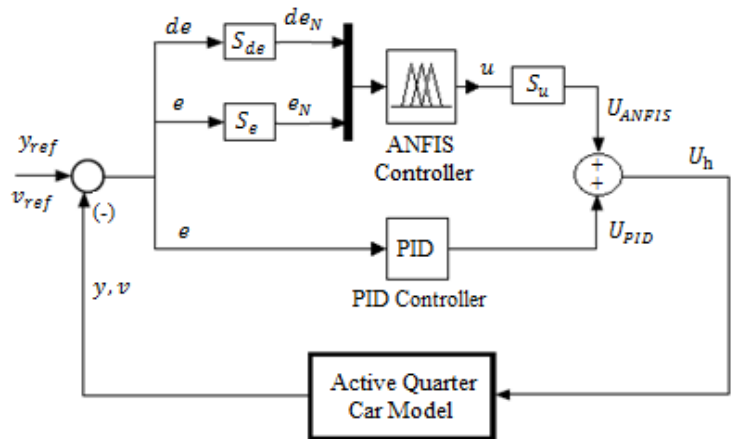 de
S_de
de_N
e
S_e
e_N
u
S_u
U_ANFIS
ANFIS
Controller
y_ref
v_ref
(-)
+
+
U_h
e
PID
U_PID
PID Controller
y, v
Active Quarter
Car Model